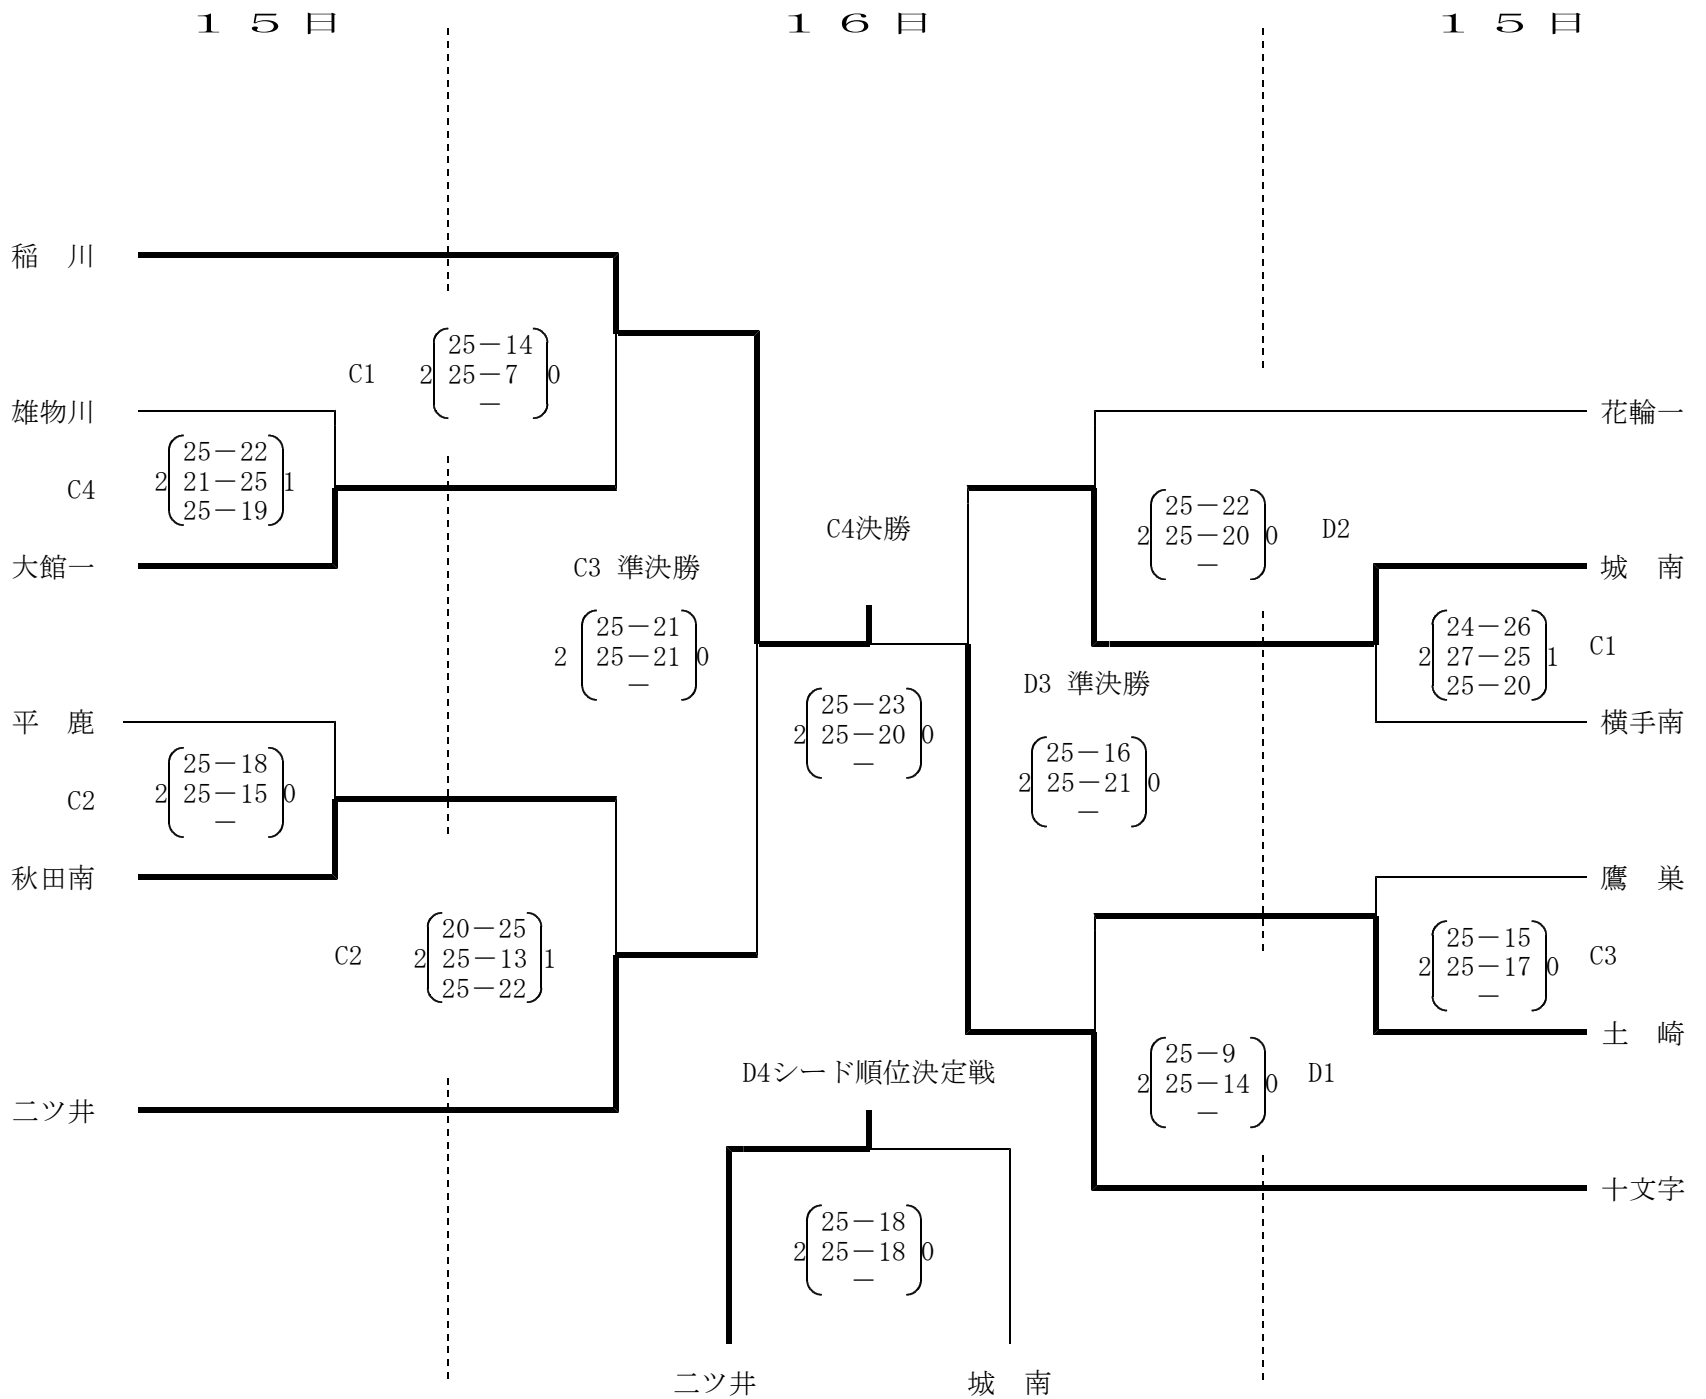 １５日　１６日　１５日
稲　川
25－14
C1　2　25－7　0
－
雄物川　花輪一
25－22
C4　2　21－25　1
25－19
25－22
C4決勝　2　25－20　0　D2
－
大館一　C3 準決勝　城　南
25－21
2　25－21　0
－
24－26
2　27－25　1　C1
25－20
D3 準決勝
25－23
2　25－20　0
－
平　鹿　横手南
25－18
C2　2　25－15　0
－
25－16
2　25－21　0
－
秋田南　鷹　巣
20－25
C2　2　25－13　1
25－22
25－15
2　25－17　0　C3
－
土　崎
D4シード順位決定戦
25－9
2　25－14　0　D1
－
二ツ井
十文字
25－18
2　25－18　0
－
二ツ井　城　南